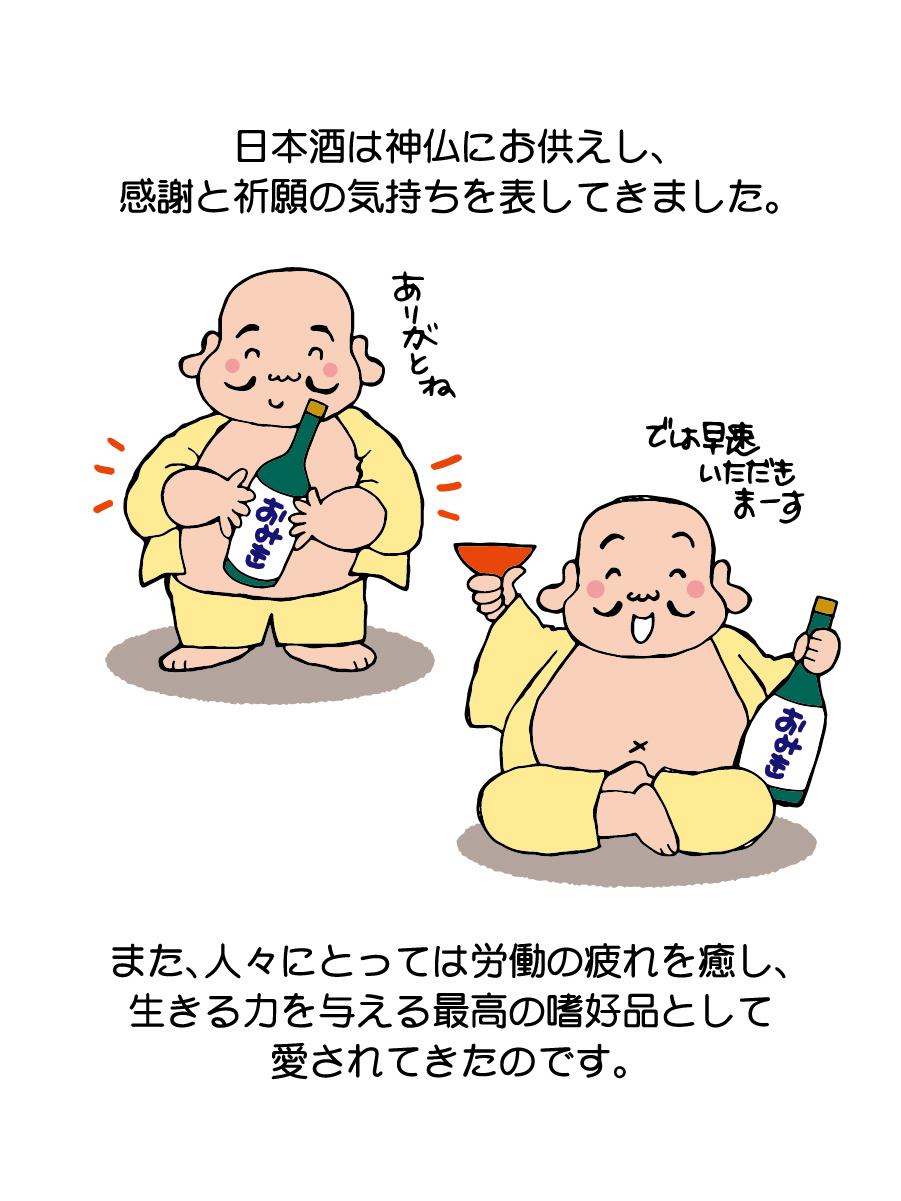 日本酒は神仏にお供えし、
感謝と祈願の気持ちを表してきました。
ありがとね
おみき
では早速
いただき
まーす
おみき
また、人々にとっては労働の疲れを癒し、
生きる力を与える最高の嗜好品として
愛されてきたのです。